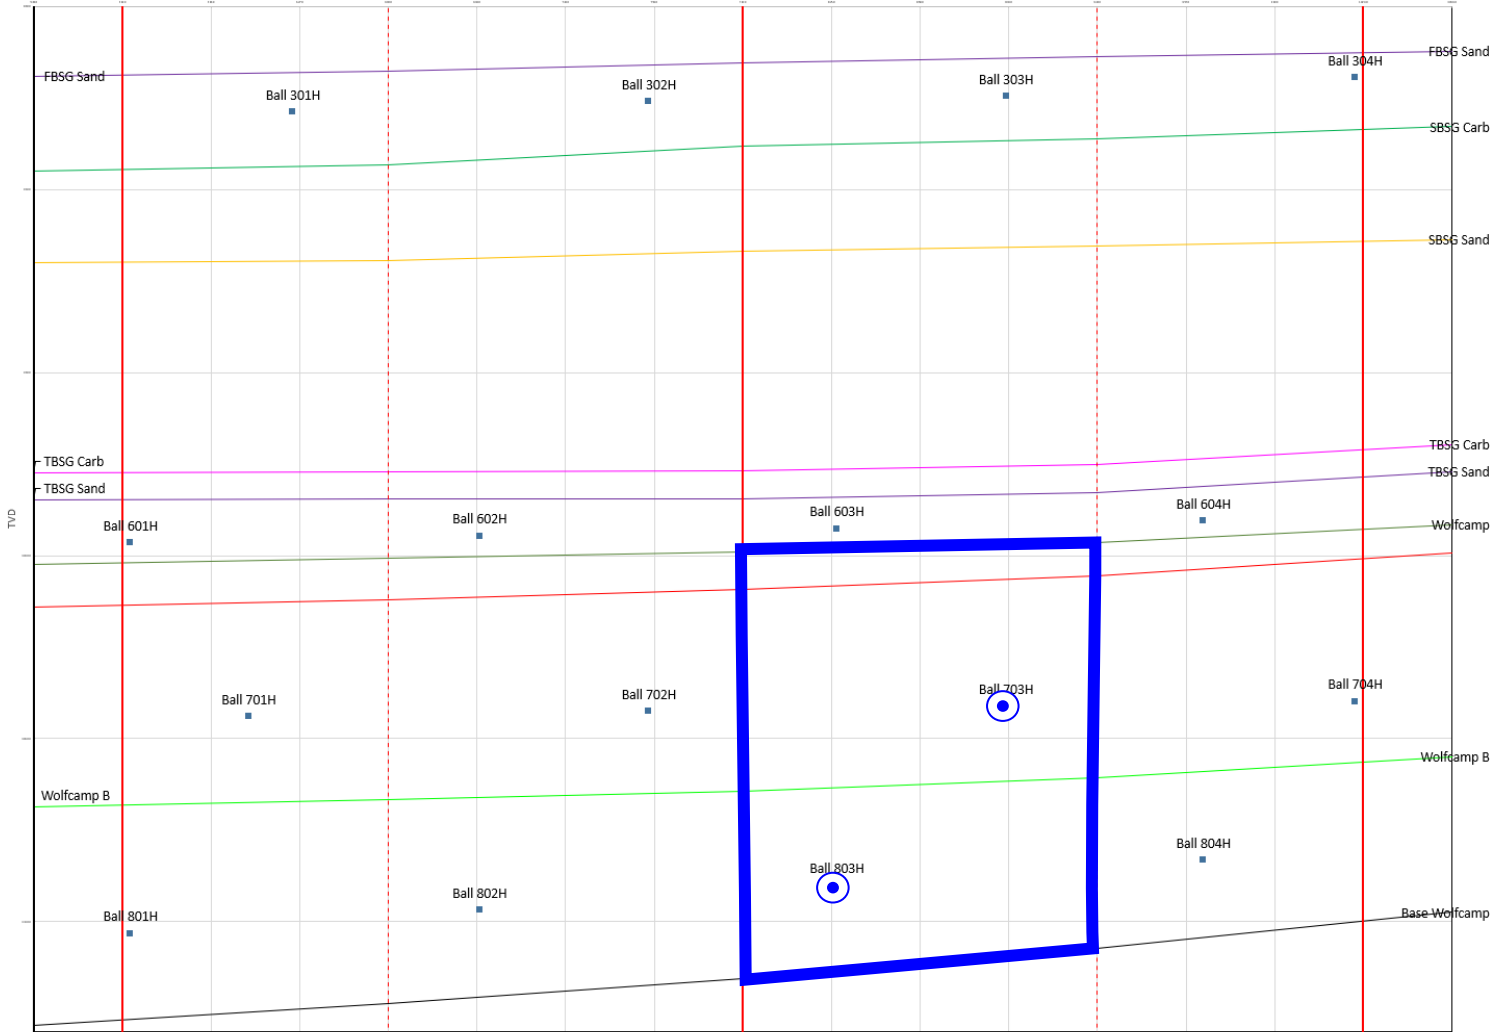 FBSG Sand
FBSG Sand
Ball 304H
Ball 303H
Ball 302H
Ball 301H
SBSG Carb
SBSG Sand
TBSG Carb
TBSG Carb
TBSG Sand
TBSG Sand
Ball 604H
Ball 603H
Ball 602H
Ball 601H
Wolfcamp
TVD
Ball 704H
Ball 703H
Ball 702H
Ball 701H
Wolfcamp B
Wolfcamp B
Ball 804H
Ball 803H
Ball 802H
Ball 801H
Base Wolfcamp